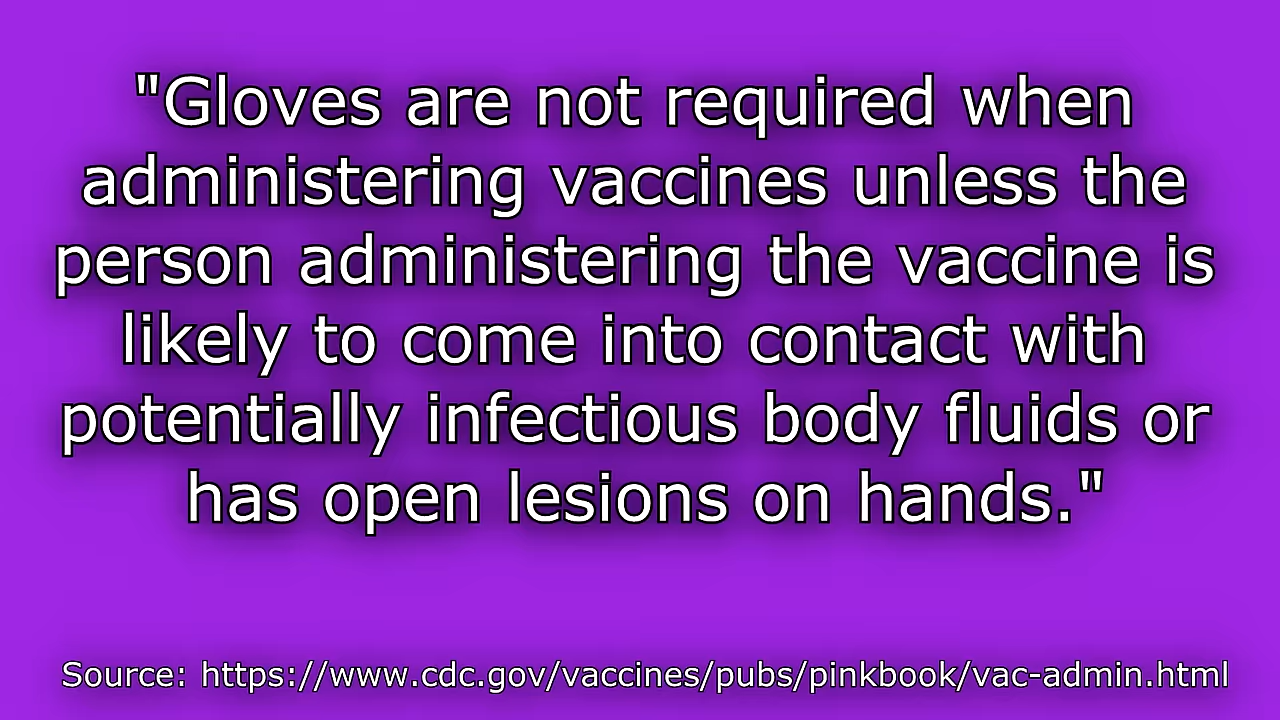 "Gloves are not required when
administering vaccines unless the
person administering the vaccine is
likely to come into contact with
potentially infectious body fluids or
has open lesions on hands."
Source: https://www.cdc.gov/vaccines/pubs/pinkbook/vac-admin.html